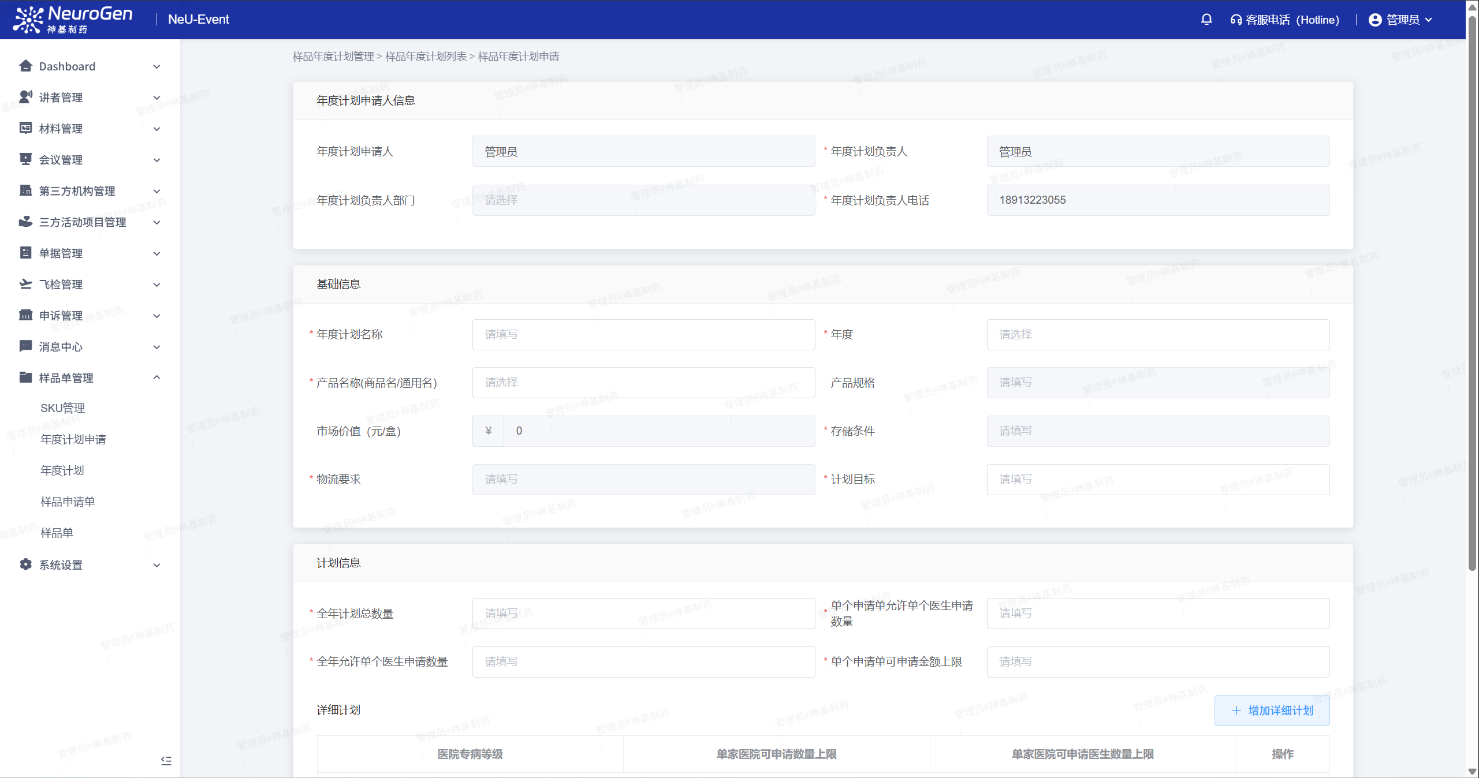 NeuroGen
神基制药
NeU-Event
客服电话（Hotline）
管理员
Dashboard
讲者管理
材料管理
会议管理
第三方机构管理
三方活动项目管理
单据管理
飞检管理
申诉管理
消息中心
样品单管理
SKU管理
年度计划申请
年度计划
样品申请单
样品单
系统设置
样品年度计划管理 > 样品年度计划列表 > 样品年度计划申请
年度计划申请人信息
年度计划申请人 管理员 * 年度计划负责人 管理员
年度计划负责人部门 请选择 * 年度计划负责人电话 18913223055
基础信息
* 年度计划名称 请填写 * 年度 请选择
* 产品名称(商品名/通用名) 请选择 产品规格 请填写
市场价值（元/盒） ¥ 0 * 存储条件 请填写
* 物流要求 请填写 * 计划目标 请填写
计划信息
* 全年计划总数量 请填写 * 单个申请单允许单个医生申请
数量 请填写
* 全年允许单个医生申请数量 请填写 * 单个申请单可申请金额上限 请填写
详细计划 + 增加详细计划
医院专病等级 单家医院可申请数量上限 单家医院可申请医生数量上限 操作
管理员#神基制药